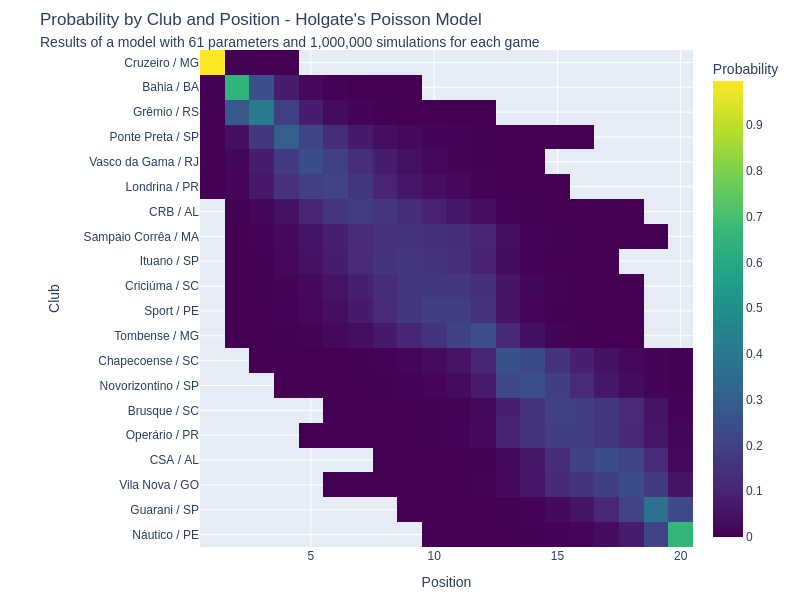 Probability by Club and Position - Holgate's Poisson Model
Results of a model with 61 parameters and 1,000,000 simulations for each game
Probability
Club
Cruzeiro / MG
Bahia / BA
Grêmio / RS
Ponte Preta / SP
Vasco da Gama / RJ
Londrina / PR
CRB / AL
Sampaio Corrêa / MA
Ituano / SP
Criciúma / SC
Sport / PE
Tombense / MG
Chapecoense / SC
Novorizontino / SP
Brusque / SC
Operário / PR
CSA / AL
Vila Nova / GO
Guarani / SP
Náutico / PE
5 10 15 20
Position
0.9
0.8
0.7
0.6
0.5
0.4
0.3
0.2
0.1
0